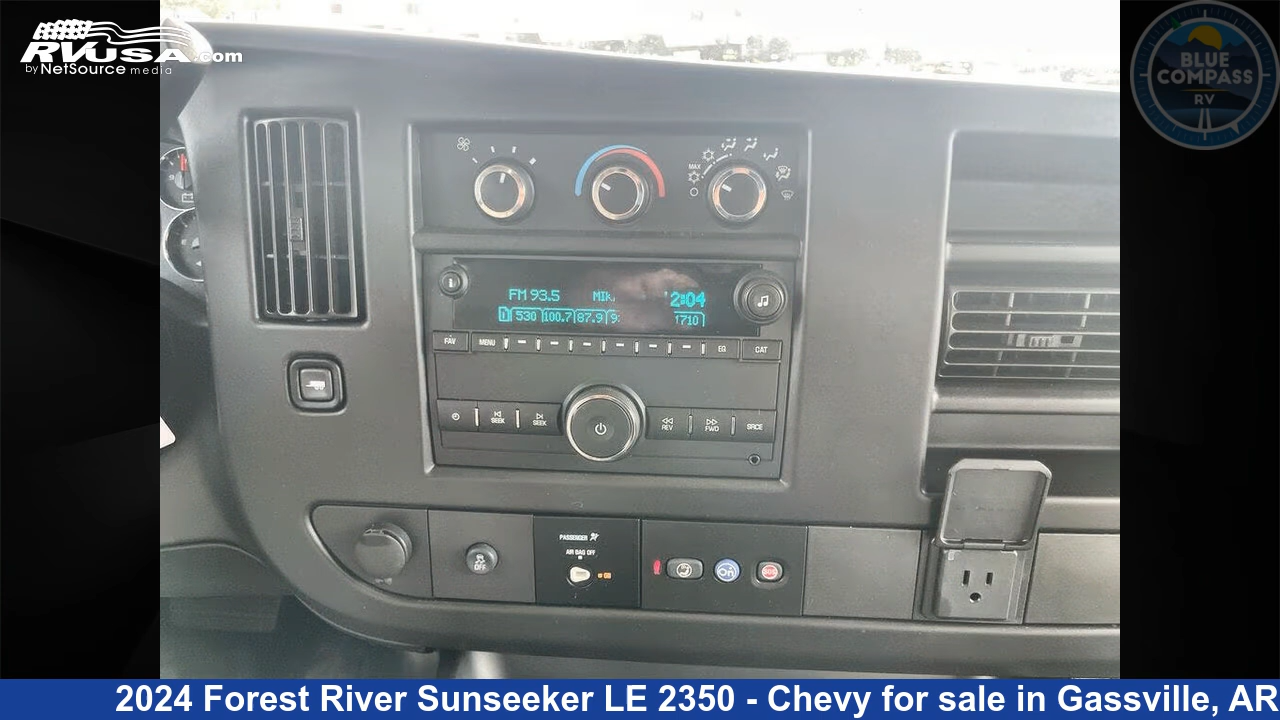 RVUSA.com
by NetSource media
BLUE
COMPASS
RV
MAX
FM 93.5
2:04
530 100.7 87.9
1710
FAV MENU EQ CAT
SEEK SEEK REV FWD SRCE
PASSENGER
AIR BAG OFF
OFF
On
SOS
2024 Forest River Sunseeker LE 2350 - Chevy for sale in Gassville, AR